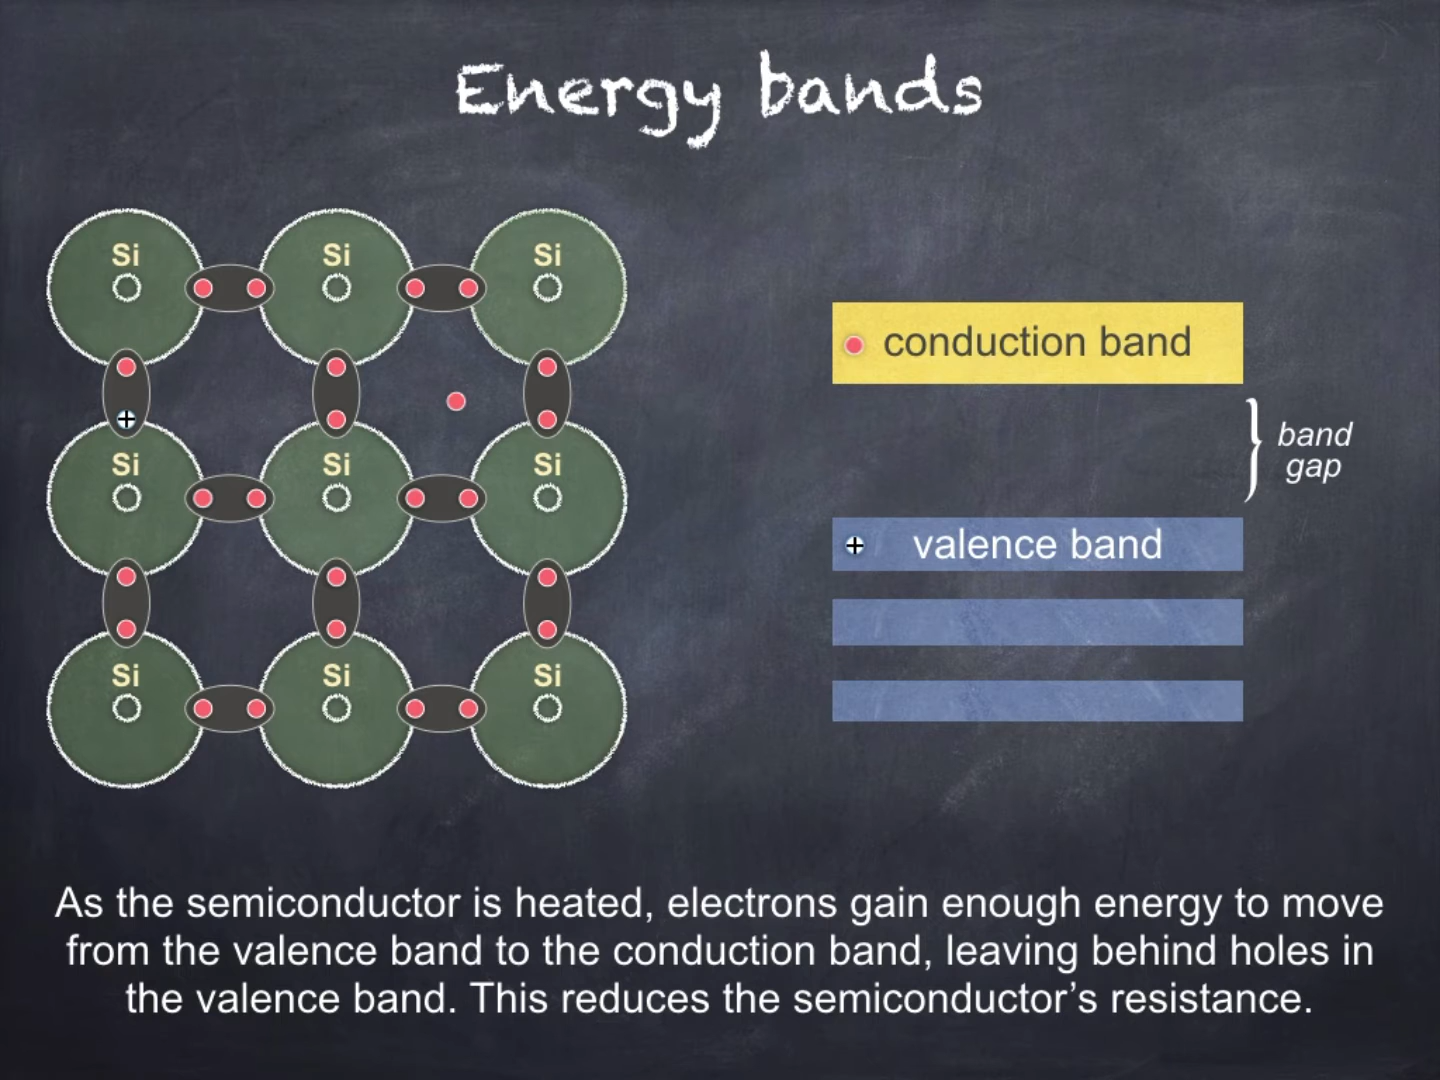 Energy bands
Si Si Si
conduction band
band
gap
Si Si Si
valence band
Si Si Si
As the semiconductor is heated, electrons gain enough energy to move
from the valence band to the conduction band, leaving behind holes in
the valence band. This reduces the semiconductor’s resistance.